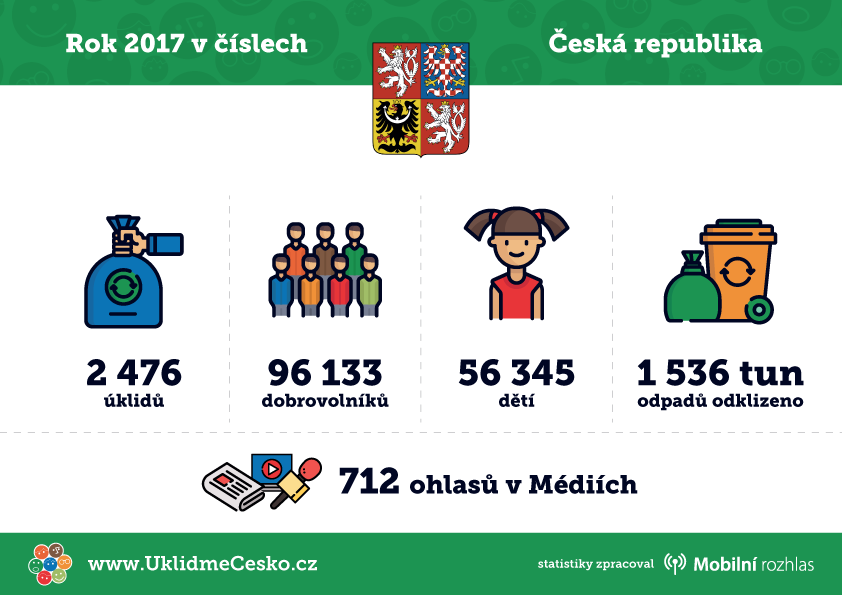 Rok 2017 v číslech
Česká republika
2 476
úklidů
96 133
dobrovolníků
56 345
dětí
1 536 tun
odpadů odklizeno
712 ohlasů v Médiích
www.UklidmeCesko.cz
statistiky zpracoval Mobilní rozhlas